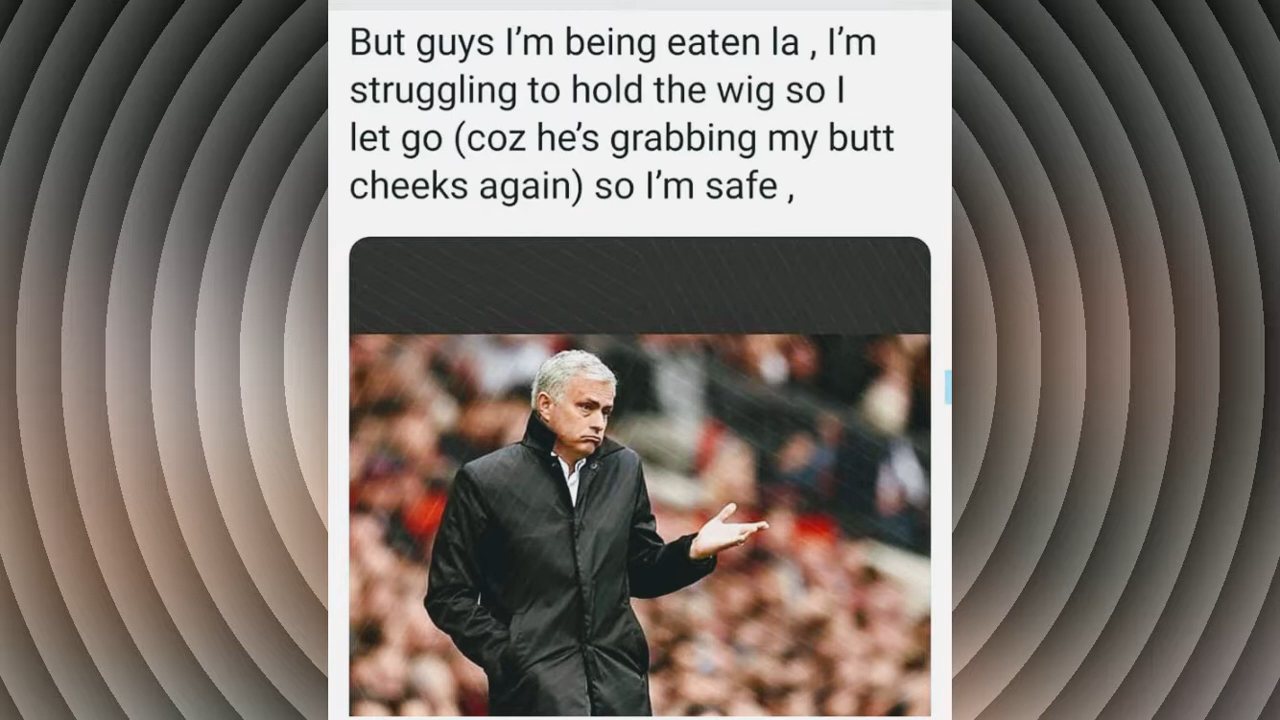 But guys I'm being eaten la , I'm
struggling to hold the wig so I
let go (coz he's grabbing my butt
cheeks again) so I'm safe ,